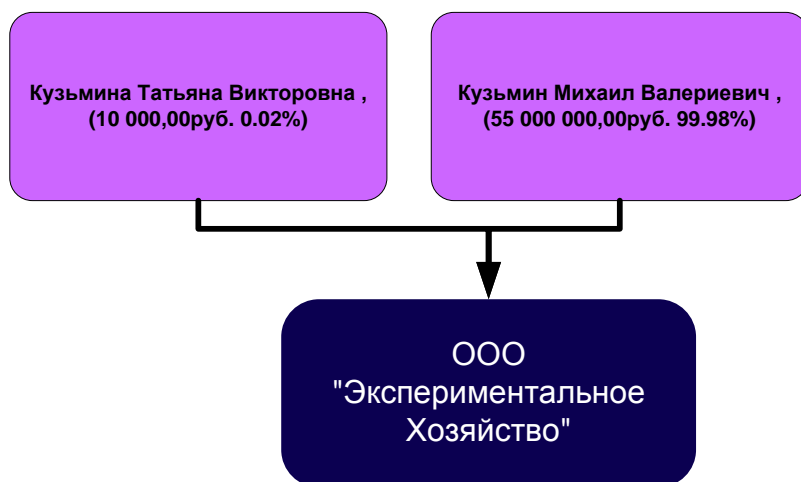 Кузьмина Татьяна Викторовна ,
(10 000,00руб. 0.02%)
Кузьмин Михаил Валериевич ,
(55 000 000,00руб. 99.98%)
ООО
"Экспериментальное
Хозяйство"